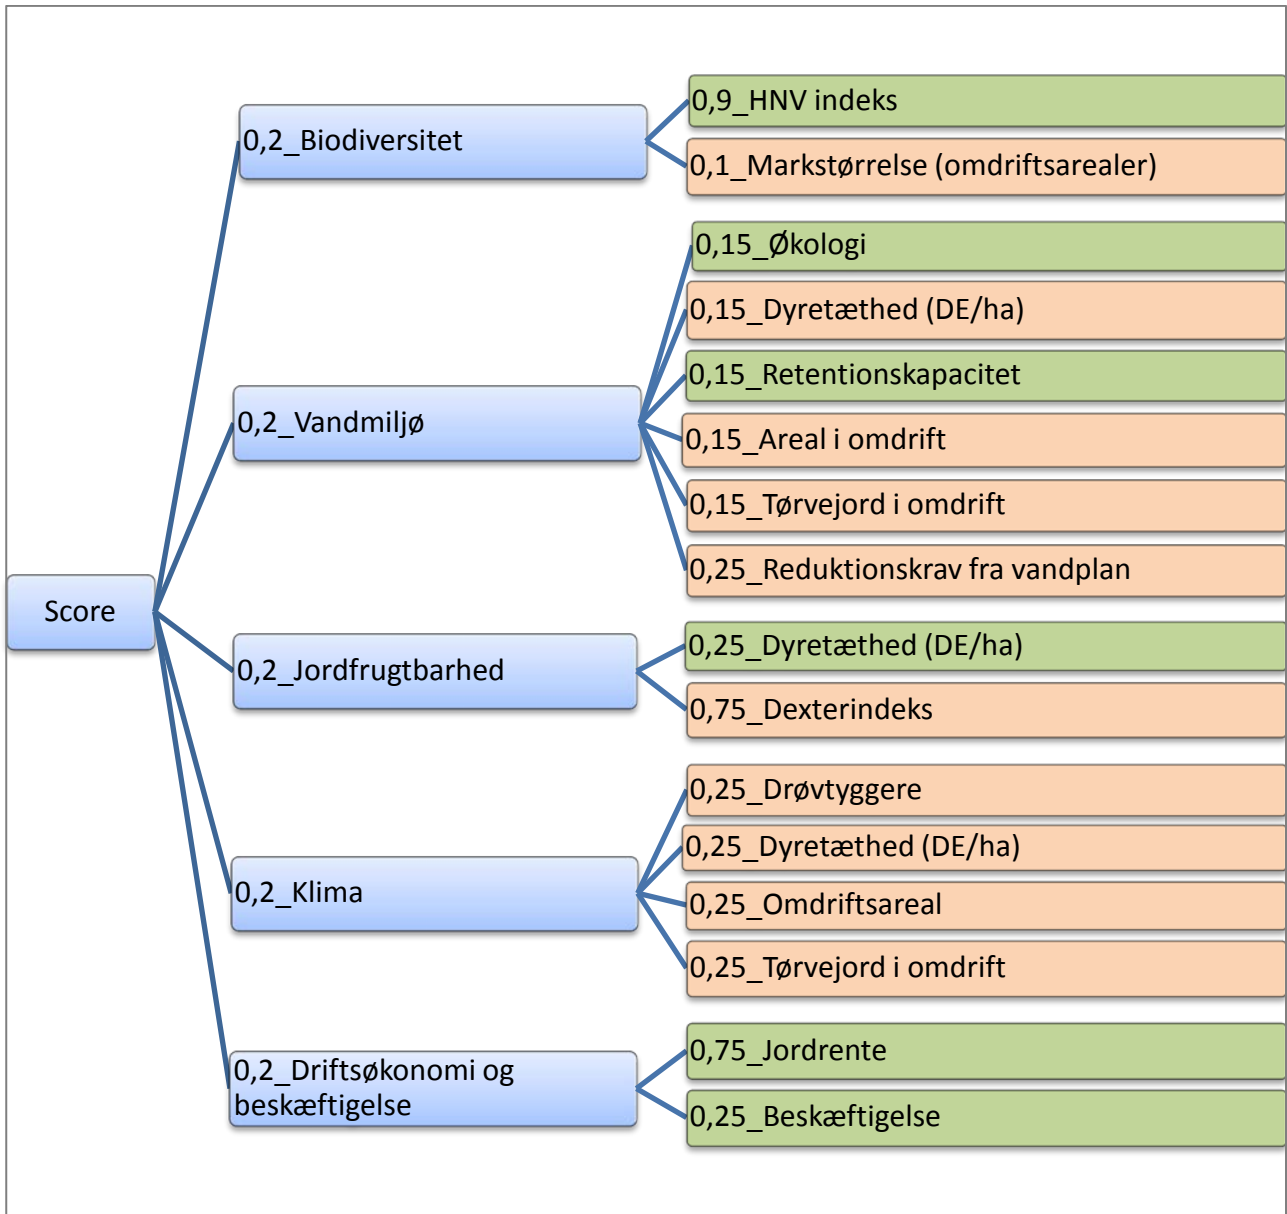 Score
0,2_Biodiversitet
0,9_HNV indeks
0,1_Markstørrelse (omdriftsarealer)
0,2_Vandmiljø
0,15_Økologi
0,15_Dyretæthed (DE/ha)
0,15_Retentionskapacitet
0,15_Areal i omdrift
0,15_Tørvejord i omdrift
0,25_Reduktionskrav fra vandplan
0,2_Jordfrugtbarhed
0,25_Dyretæthed (DE/ha)
0,75_Dexterindeks
0,2_Klima
0,25_Drøvtyggere
0,25_Dyretæthed (DE/ha)
0,25_Omdriftsareal
0,25_Tørvejord i omdrift
0,2_Driftsøkonomi og
beskæftigelse
0,75_Jordrente
0,25_Beskæftigelse